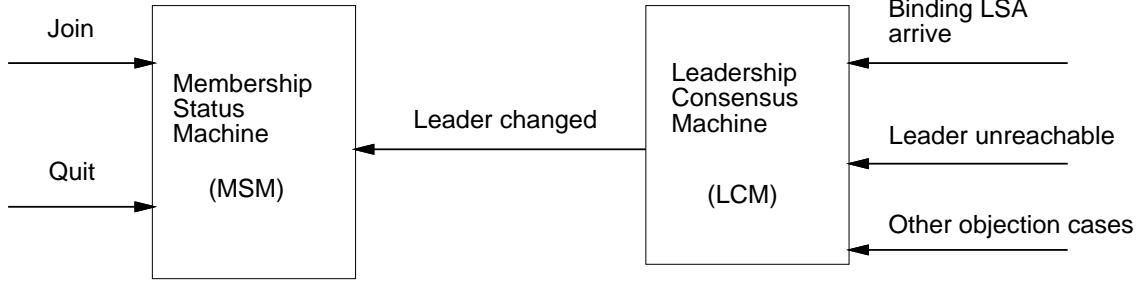 Join
Quit
Membership
Status
Machine
(MSM)
Leader changed
Leadership
Consensus
Machine
(LCM)
Binding LSA
arrive
Leader unreachable
Other objection cases